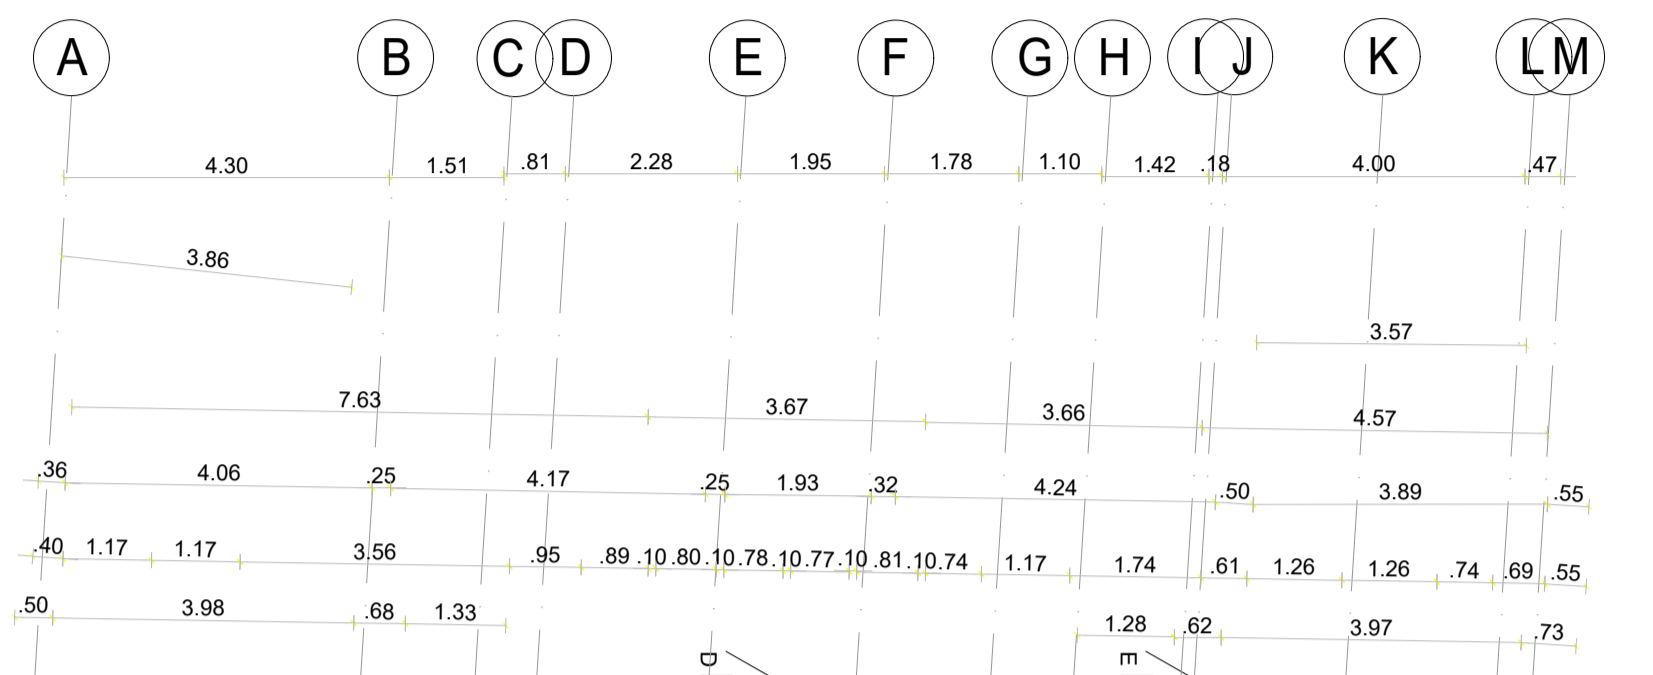 A B C D E F G H I J K L M
4.30 1.51 .81 2.28 1.95 1.78 1.10 1.42 .18 4.00 .47
3.86
3.57
7.63 3.67 3.66 4.57
.36 4.06 .25 4.17 .25 1.93 .32 4.24 .50 3.89 .55
.40 1.17 1.17 3.56 .95 .89 .10 .80 .10 .78 .10 .77 .10 .81 .10 .74 1.17 1.74 .61 1.26 1.26 .74 .69 .55
.50 3.98 .68 1.33 1.28 .62 3.97 .73
D E